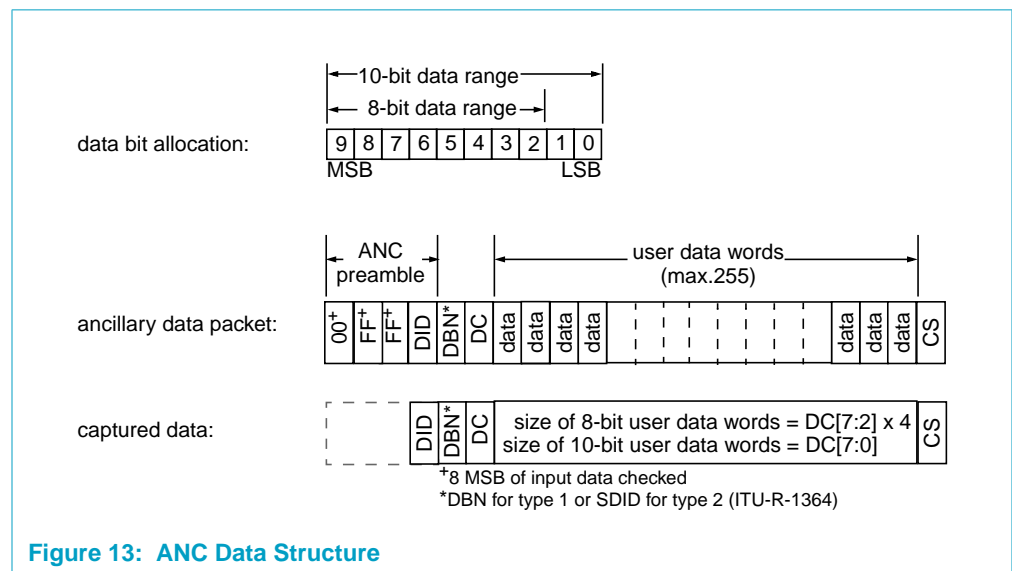 10-bit data range
8-bit data range
data bit allocation:
9 8 7 6 5 4 3 2 1 0
MSB LSB
ANC
preamble
user data words
(max.255)
ancillary data packet:
00+ FF+ FF+ DID DBN* DC data data data data data data data CS
captured data:
DID DBN* DC
size of 8-bit user data words = DC[7:2] x 4
size of 10-bit user data words = DC[7:0]
CS
+8 MSB of input data checked
*DBN for type 1 or SDID for type 2 (ITU-R-1364)
Figure 13: ANC Data Structure